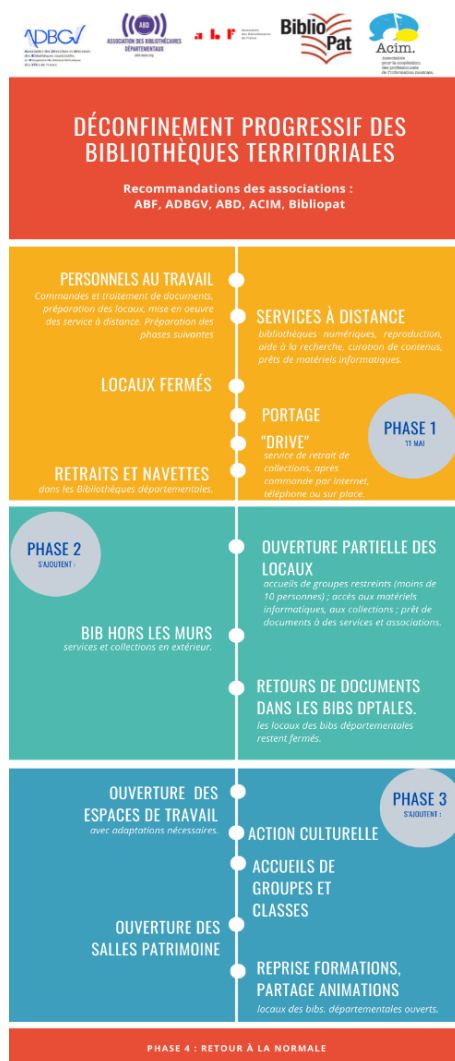 ADBGV
ABD
ASSOCIATION DES BIBLIOTHÉCAIRES
DÉPARTEMENTAUX
abf
Biblio
Pat
Acim.
Association
pour la coopération
des professionnels
de l'information musicale.
DÉCONFINEMENT PROGRESSIF DES
BIBLIOTHÈQUES TERRITORIALES
Recommandations des associations :
ABF, ADBGV, ABD, ACIM, Bibliopat
PERSONNELS AU TRAVAIL
Commandes et traitement de documents,
préparation des locaux, mise en oeuvre
des service à distance. Préparation des
phases suivantes
SERVICES À DISTANCE
bibliothèques numériques, reproduction,
aide à la recherche, curation de contenus,
prêts de matériels informatiques.
LOCAUX FERMÉS
PORTAGE
PHASE 1
11 MAI
"DRIVE"
service de retrait de
collections, après
commande par internet,
téléphone ou sur place.
RETRAITS ET NAVETTES
dans les Bibliothèques départementales.
PHASE 2
S'AJOUTENT :
OUVERTURE PARTIELLE DES
LOCAUX
accueils de groupes restreints (moins de
10 personnes) ; accès aux matériels
informatiques, aux collections ; prêt de
documents à des services et associations.
BIB HORS LES MURS
services et collections en extérieur.
RETOURS DE DOCUMENTS
DANS LES BIBS DPTALES.
les locaux des bibs départementales
restent fermés.
PHASE 3
S'AJOUTENT :
OUVERTURE DES
ESPACES DE TRAVAIL
avec adaptations nécessaires.
ACTION CULTURELLE
ACCUEILS DE
GROUPES ET
CLASSES
OUVERTURE DES
SALLES PATRIMOINE
REPRISE FORMATIONS,
PARTAGE ANIMATIONS
locaux des bibs. départementales ouverts.
PHASE 4 : RETOUR À LA NORMALE